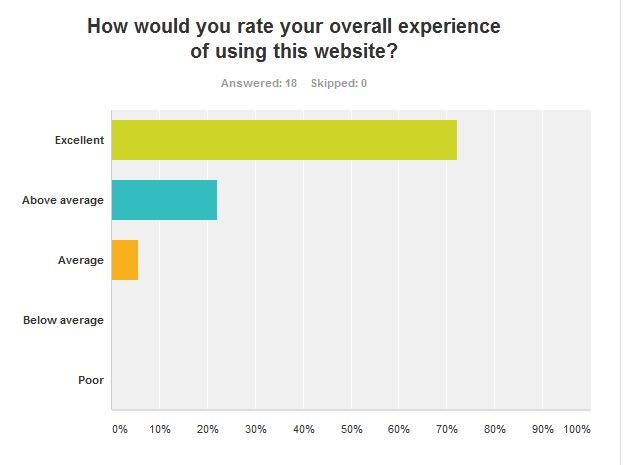 How would you rate your overall experience
of using this website?
Answered: 18 Skipped: 0
Excellent
Above average
Average
Below average
Poor
0% 10% 20% 30% 40% 50% 60% 70% 80% 90% 100%